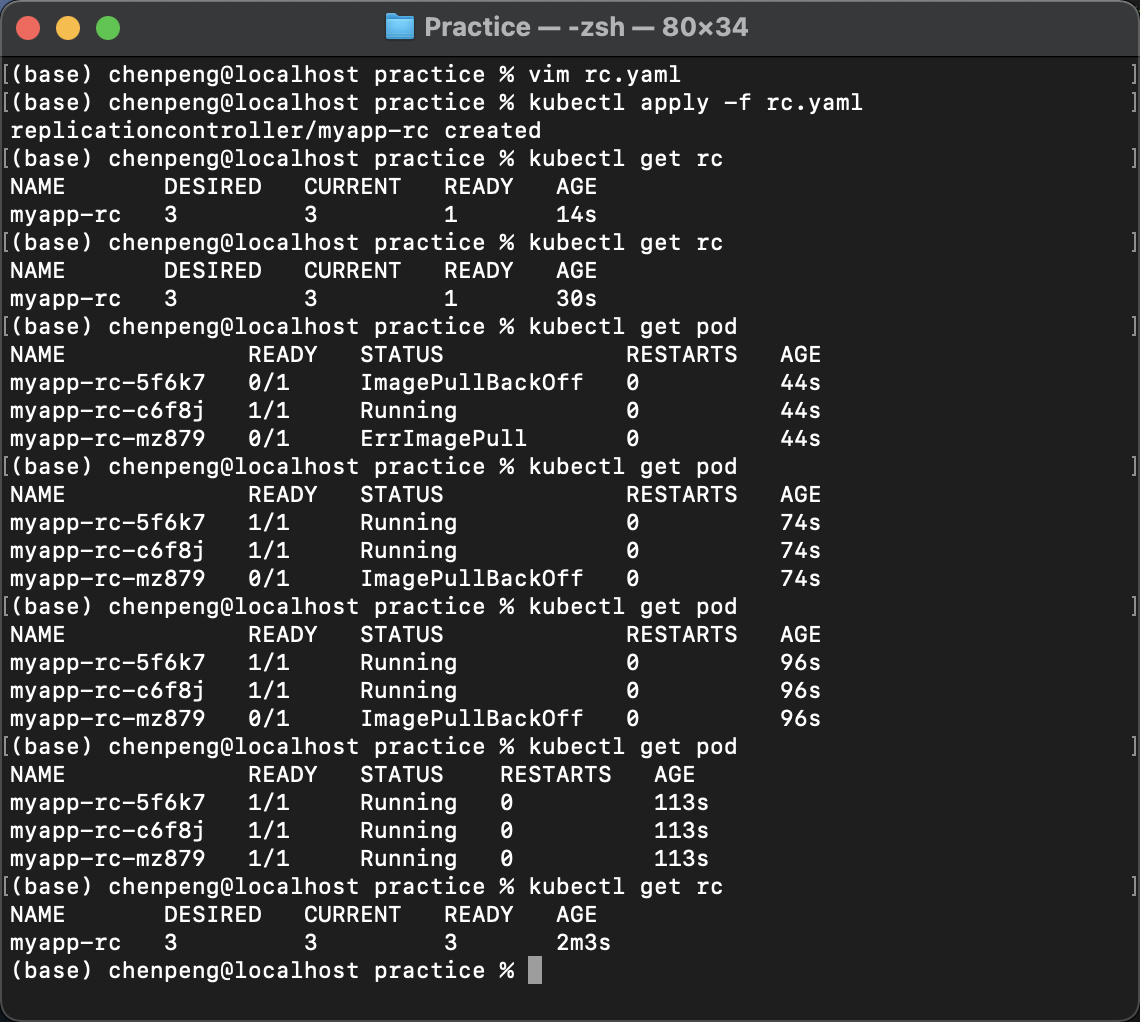 Practice — -zsh — 80×34
[(base) chenpeng@localhost practice % vim rc.yaml ]
[(base) chenpeng@localhost practice % kubectl apply -f rc.yaml ]
replicationcontroller/myapp-rc created
[(base) chenpeng@localhost practice % kubectl get rc ]
NAME       DESIRED   CURRENT   READY   AGE
myapp-rc   3         3         1       14s
[(base) chenpeng@localhost practice % kubectl get rc ]
NAME       DESIRED   CURRENT   READY   AGE
myapp-rc   3         3         1       30s
[(base) chenpeng@localhost practice % kubectl get pod ]
NAME             READY   STATUS             RESTARTS   AGE
myapp-rc-5f6k7   0/1     ImagePullBackOff   0          44s
myapp-rc-c6f8j   1/1     Running            0          44s
myapp-rc-mz879   0/1     ErrImagePull       0          44s
[(base) chenpeng@localhost practice % kubectl get pod ]
NAME             READY   STATUS             RESTARTS   AGE
myapp-rc-5f6k7   1/1     Running            0          74s
myapp-rc-c6f8j   1/1     Running            0          74s
myapp-rc-mz879   0/1     ImagePullBackOff   0          74s
[(base) chenpeng@localhost practice % kubectl get pod ]
NAME             READY   STATUS             RESTARTS   AGE
myapp-rc-5f6k7   1/1     Running            0          96s
myapp-rc-c6f8j   1/1     Running            0          96s
myapp-rc-mz879   0/1     ImagePullBackOff   0          96s
[(base) chenpeng@localhost practice % kubectl get pod ]
NAME             READY   STATUS    RESTARTS   AGE
myapp-rc-5f6k7   1/1     Running   0          113s
myapp-rc-c6f8j   1/1     Running   0          113s
myapp-rc-mz879   1/1     Running   0          113s
[(base) chenpeng@localhost practice % kubectl get rc ]
NAME       DESIRED   CURRENT   READY   AGE
myapp-rc   3         3         3       2m3s
(base) chenpeng@localhost practice %